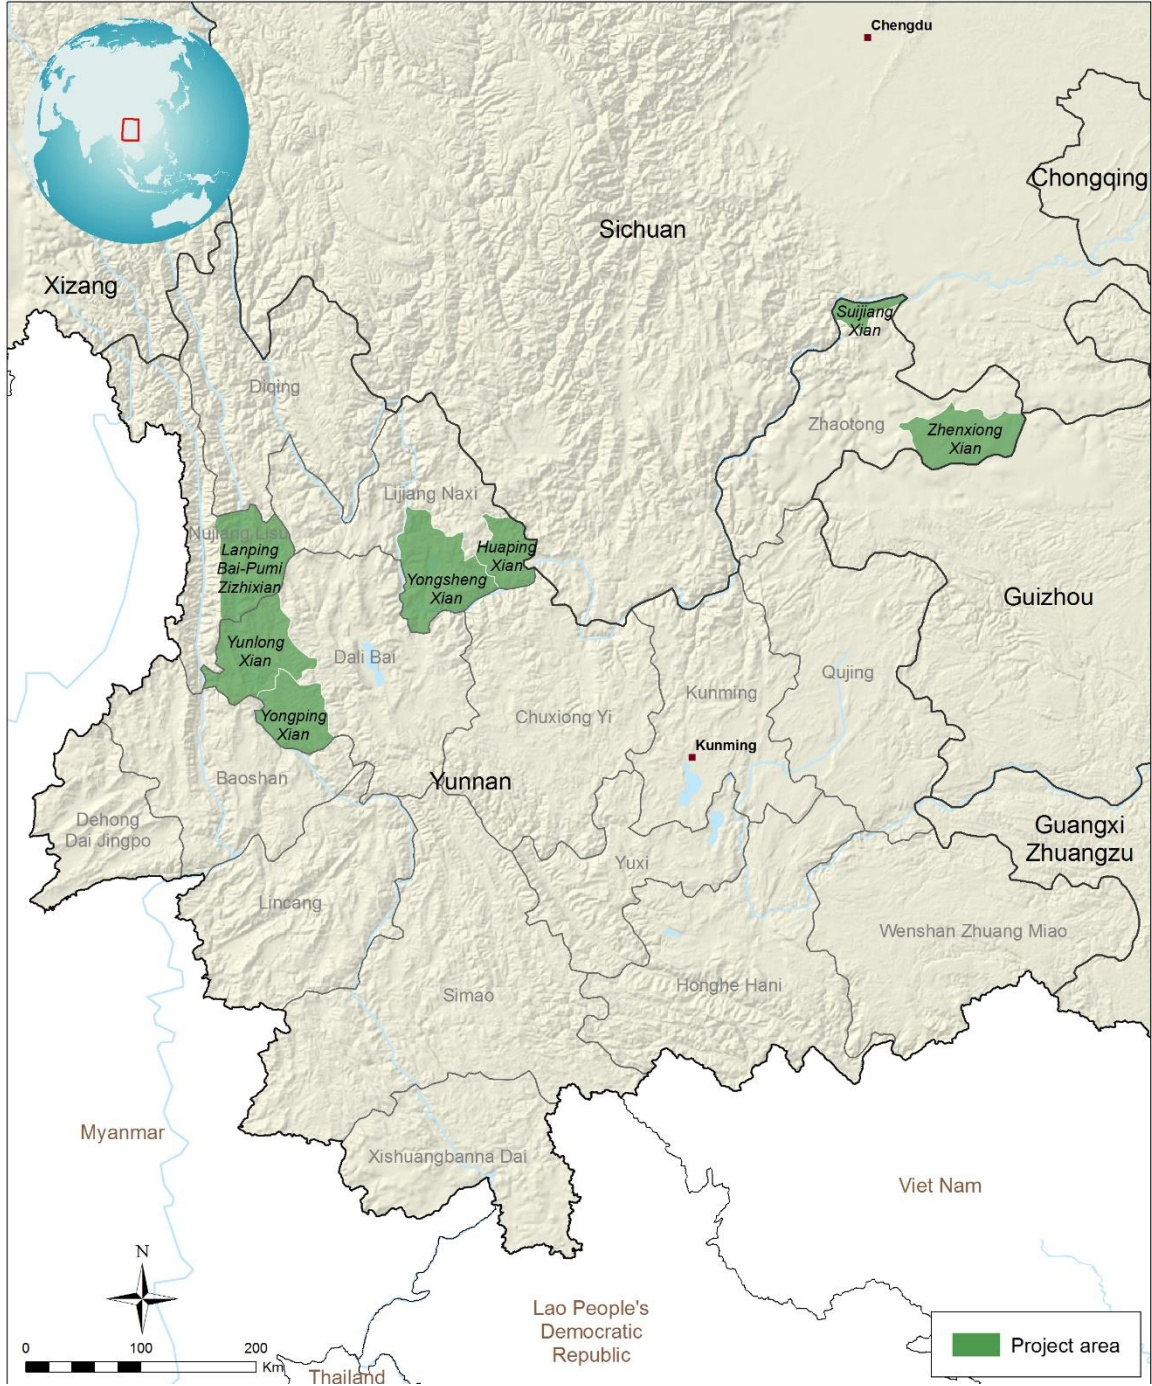 Chengdu
Chongqing
Sichuan
Xizang
Suijiang
Xian
Diqing
Zhaotong
Zhenxiong
Xian
Lijiang Naxi
Nujiang Lisu
Lanping
Bai-Pumi
Zizhixian
Huaping
Xian
Yongsheng
Xian
Guizhou
Yunlong
Xian
Dali Bai
Qujing
Kunming
Chuxiong Yi
Yongping
Xian
Kunming
Baoshan
Yunnan
Dehong
Dai Jingpo
Guangxi
Zhuangzu
Yuxi
Lincang
Wenshan Zhuang Miao
Simao
Honghe Hani
Myanmar
Xishuangbanna Dai
Viet Nam
N
Lao People's
Democratic
Republic
0 100 200
Km
Thailand
Project area